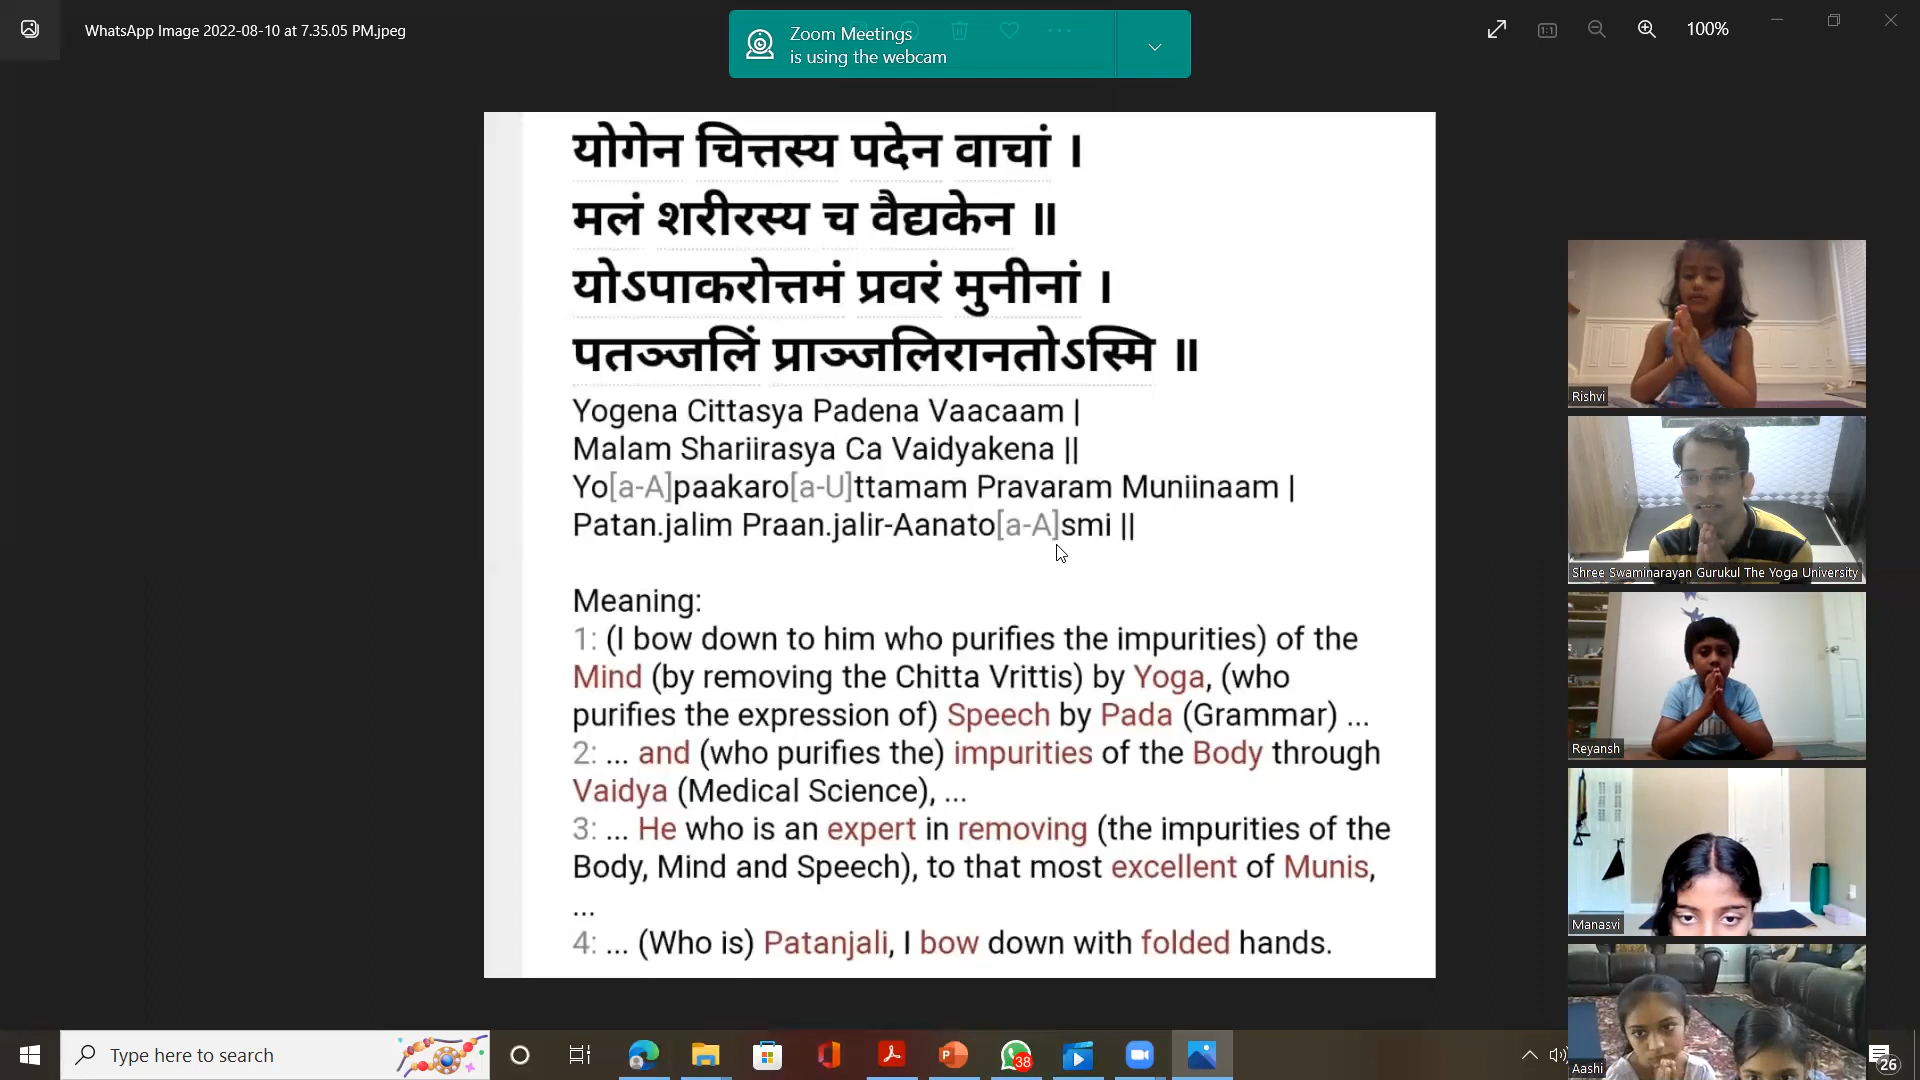 WhatsApp Image 2022-08-10 at 7.35.05 PM.jpeg
Zoom Meetings
is using the webcam
100%
योगेन चित्तस्य पदेन वाचां ।
मलं शरीरस्य च वैद्यकेन ॥
योऽपाकरोत्तमं प्रवरं मुनीनां ।
पतञ्जलिं प्राञ्जलिरानतोऽस्मि ॥
Yogena Cittasya Padena Vaacaam |
Malam Shariirasya Ca Vaidyakena ||
Yo[a-A]paakaro[a-U]ttamam Pravaram Muniinaam |
Patan.jalim Praan.jalir-Aanato[a-A]smi ||
Meaning:
1: (I bow down to him who purifies the impurities) of the
Mind (by removing the Chitta Vrittis) by Yoga, (who
purifies the expression of) Speech by Pada (Grammar) ...
2: ... and (who purifies the) impurities of the Body through
Vaidya (Medical Science), ...
3: ... He who is an expert in removing (the impurities of the
Body, Mind and Speech), to that most excellent of Munis,
...
4: ... (Who is) Patanjali, I bow down with folded hands.
Rishvi
Shree Swaminarayan Gurukul The Yoga University
Reyansh
Manasvi
Aashi
Type here to search
38
26